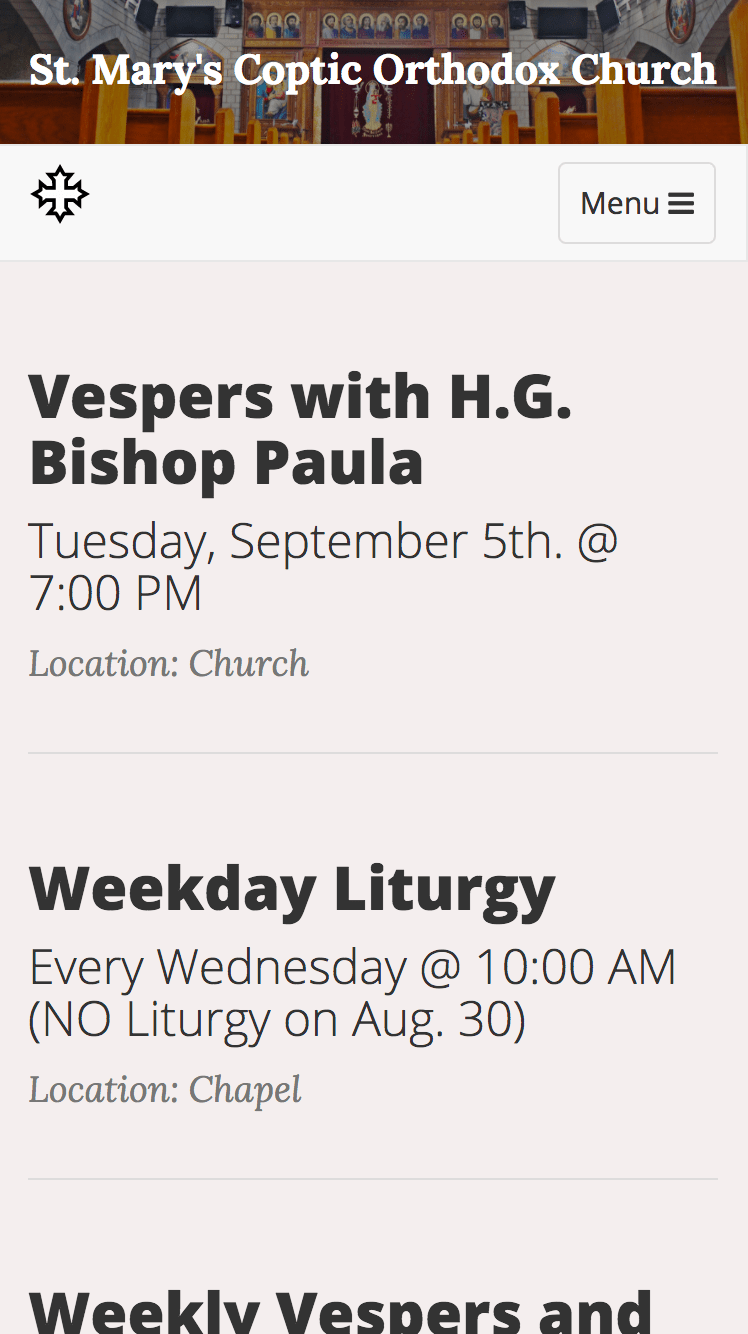 St. Mary's Coptic Orthodox Church
Menu
Vespers with H.G.
Bishop Paula
Tuesday, September 5th. @
7:00 PM
Location: Church
Weekday Liturgy
Every Wednesday @ 10:00 AM
(NO Liturgy on Aug. 30)
Location: Chapel
Weekly Vespers and